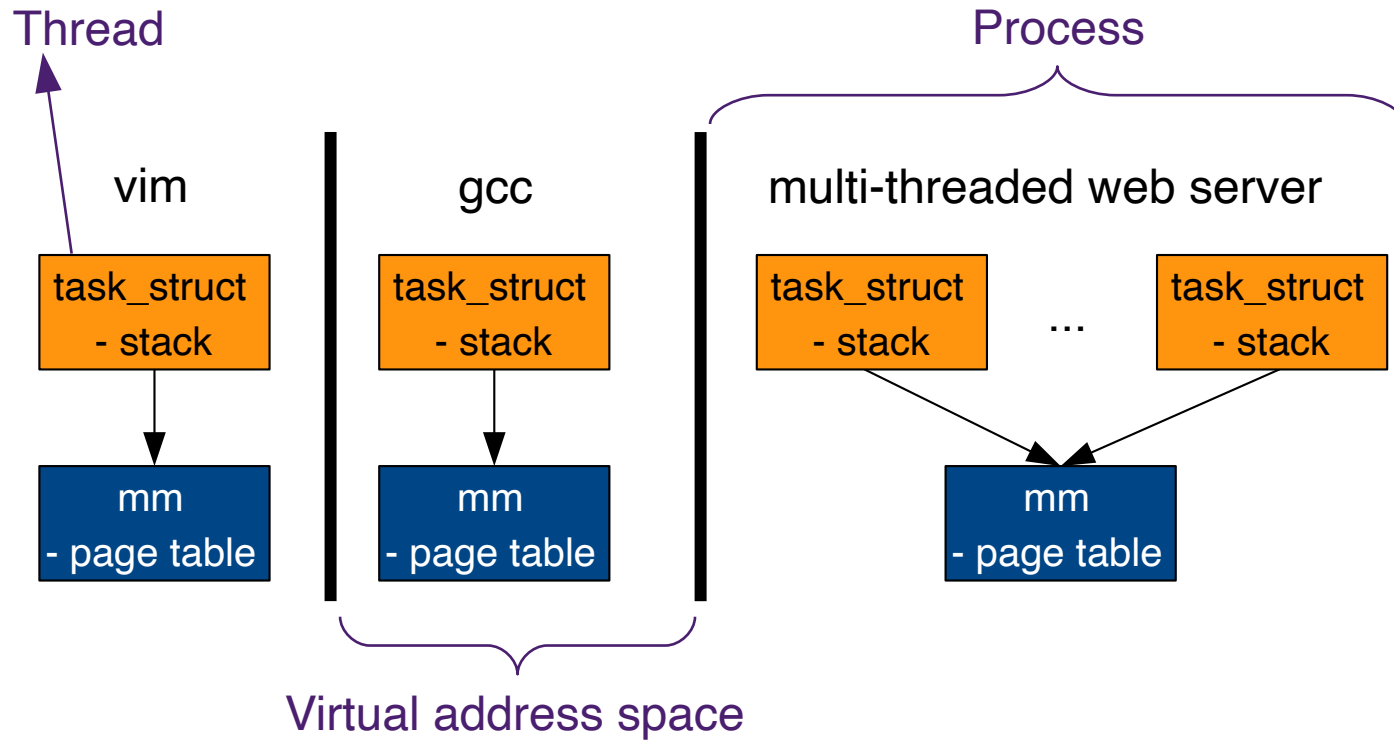 Thread
Process
vim
gcc
multi-threaded web server
task_struct
- stack
task_struct
- stack
task_struct
- stack
...
task_struct
- stack
mm
- page table
mm
- page table
mm
- page table
Virtual address space